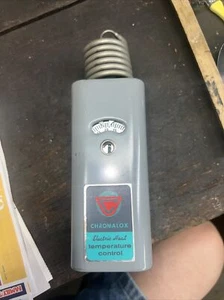 CHROMALOX
Electric Heat
temperature
control